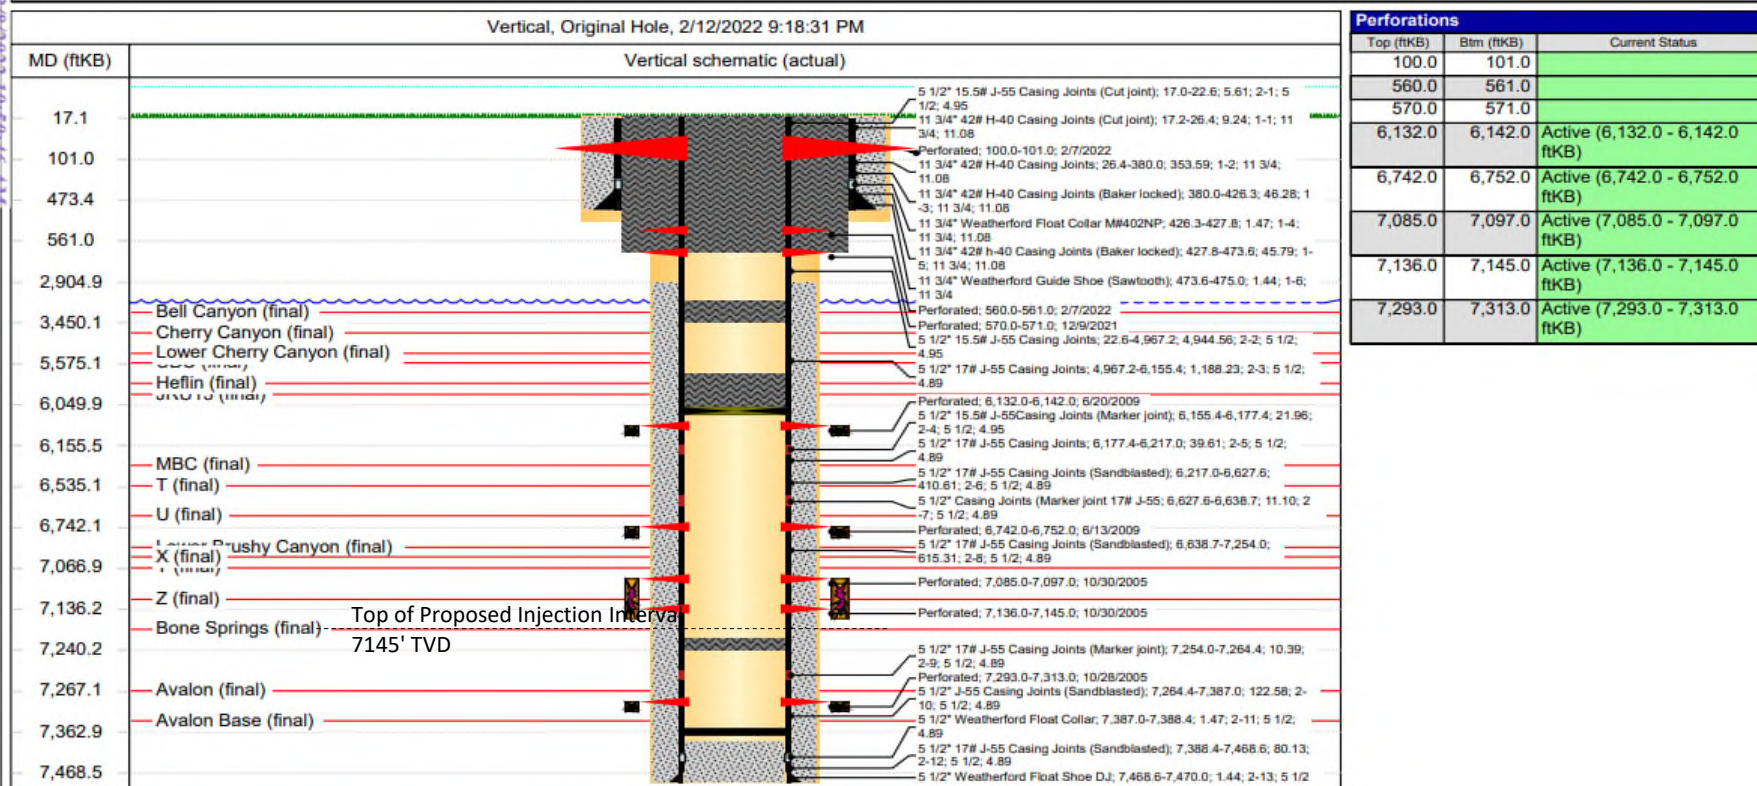 Vertical, Original Hole, 2/12/2022 9:18:31 PM
MD (ftKB)
Vertical schematic (actual)
17.1
101.0
473.4
561.0
2,904.9
3,450.1
5,575.1
6,049.9
6,155.5
6,535.1
6,742.1
7,066.9
7,136.2
7,240.2
7,267.1
7,362.9
7,468.5
Bell Canyon (final)
Cherry Canyon (final)
Lower Cherry Canyon (final)
Heflin (final)
MBC (final)
T (final)
U (final)
Lower Brushy Canyon (final)
X (final)
Z (final)
Bone Springs (final)
Avalon (final)
Avalon Base (final)
Top of Proposed Injection Interva
7145' TVD
5 1/2" 15.5# J-55 Casing Joints (Cut joint); 17.0-22.6; 5.61; 2-1; 5
1/2; 4.95
11 3/4" 42# H-40 Casing Joints (Cut joint); 17.2-26.4; 9.24; 1-1; 11
3/4; 11.08
Perforated; 100.0-101.0; 2/7/2022
11 3/4" 42# H-40 Casing Joints; 26.4-380.0; 353.59; 1-2; 11 3/4;
11.08
11 3/4" 42# H-40 Casing Joints (Baker locked); 380.0-426.3; 46.28; 1
-3; 11 3/4; 11.08
11 3/4" Weatherford Float Collar M#402NP; 426.3-427.8; 1.47; 1-4;
11 3/4; 11.08
11 3/4" 42# h-40 Casing Joints (Baker locked); 427.8-473.6; 45.79; 1-
5; 11 3/4; 11.08
11 3/4" Weatherford Guide Shoe (Sawtooth); 473.6-475.0; 1.44; 1-6;
11 3/4
Perforated; 560.0-561.0; 2/7/2022
Perforated; 570.0-571.0; 12/9/2021
5 1/2" 15.5# J-55 Casing Joints; 22.6-4,967.2; 4,944.56; 2-2; 5 1/2;
4.95
5 1/2" 17# J-55 Casing Joints; 4,967.2-6,155.4; 1,188.23; 2-3; 5 1/2;
4.89
Perforated; 6,132.0-6,142.0; 6/20/2009
5 1/2" 15.5# J-55Casing Joints (Marker joint); 6,155.4-6,177.4; 21.96;
2-4; 5 1/2; 4.95
5 1/2" 17# J-55 Casing Joints; 6,177.4-6,217.0; 39.61; 2-5; 5 1/2;
4.89
5 1/2" 17# J-55 Casing Joints (Sandblasted); 6,217.0-6,627.6;
410.61; 2-6; 5 1/2; 4.89
5 1/2" Casing Joints (Marker joint 17# J-55; 6,627.6-6,638.7; 11.10; 2
-7; 5 1/2; 4.89
Perforated; 6,742.0-6,752.0; 6/13/2009
5 1/2" 17# J-55 Casing Joints (Sandblasted); 6,638.7-7,254.0;
615.31; 2-8; 5 1/2; 4.89
Perforated; 7,085.0-7,097.0; 10/30/2005
Perforated; 7,136.0-7,145.0; 10/30/2005
5 1/2" 17# J-55 Casing Joints (Marker joint); 7,254.0-7,264.4; 10.39;
2-9; 5 1/2; 4.89
Perforated; 7,293.0-7,313.0; 10/28/2005
5 1/2" J-55 Casing Joints (Sandblasted); 7,264.4-7,387.0; 122.58; 2-
10; 5 1/2; 4.89
5 1/2" Weatherford Float Collar; 7,387.0-7,388.4; 1.47; 2-11; 5 1/2;
4.89
5 1/2" 17# J-55 Casing Joints (Sandblasted); 7,388.4-7,468.6; 80.13;
2-12; 5 1/2; 4.89
5 1/2" Weatherford Float Shoe DJ; 7,468.6-7,470.0; 1.44; 2-13; 5 1/2
Perforations
Top (ftKB) Btm (ftKB) Current Status
100.0 101.0
560.0 561.0
570.0 571.0
6,132.0 6,142.0 Active (6,132.0 - 6,142.0
ftKB)
6,742.0 6,752.0 Active (6,742.0 - 6,752.0
ftKB)
7,085.0 7,097.0 Active (7,085.0 - 7,097.0
ftKB)
7,136.0 7,145.0 Active (7,136.0 - 7,145.0
ftKB)
7,293.0 7,313.0 Active (7,293.0 - 7,313.0
ftKB)